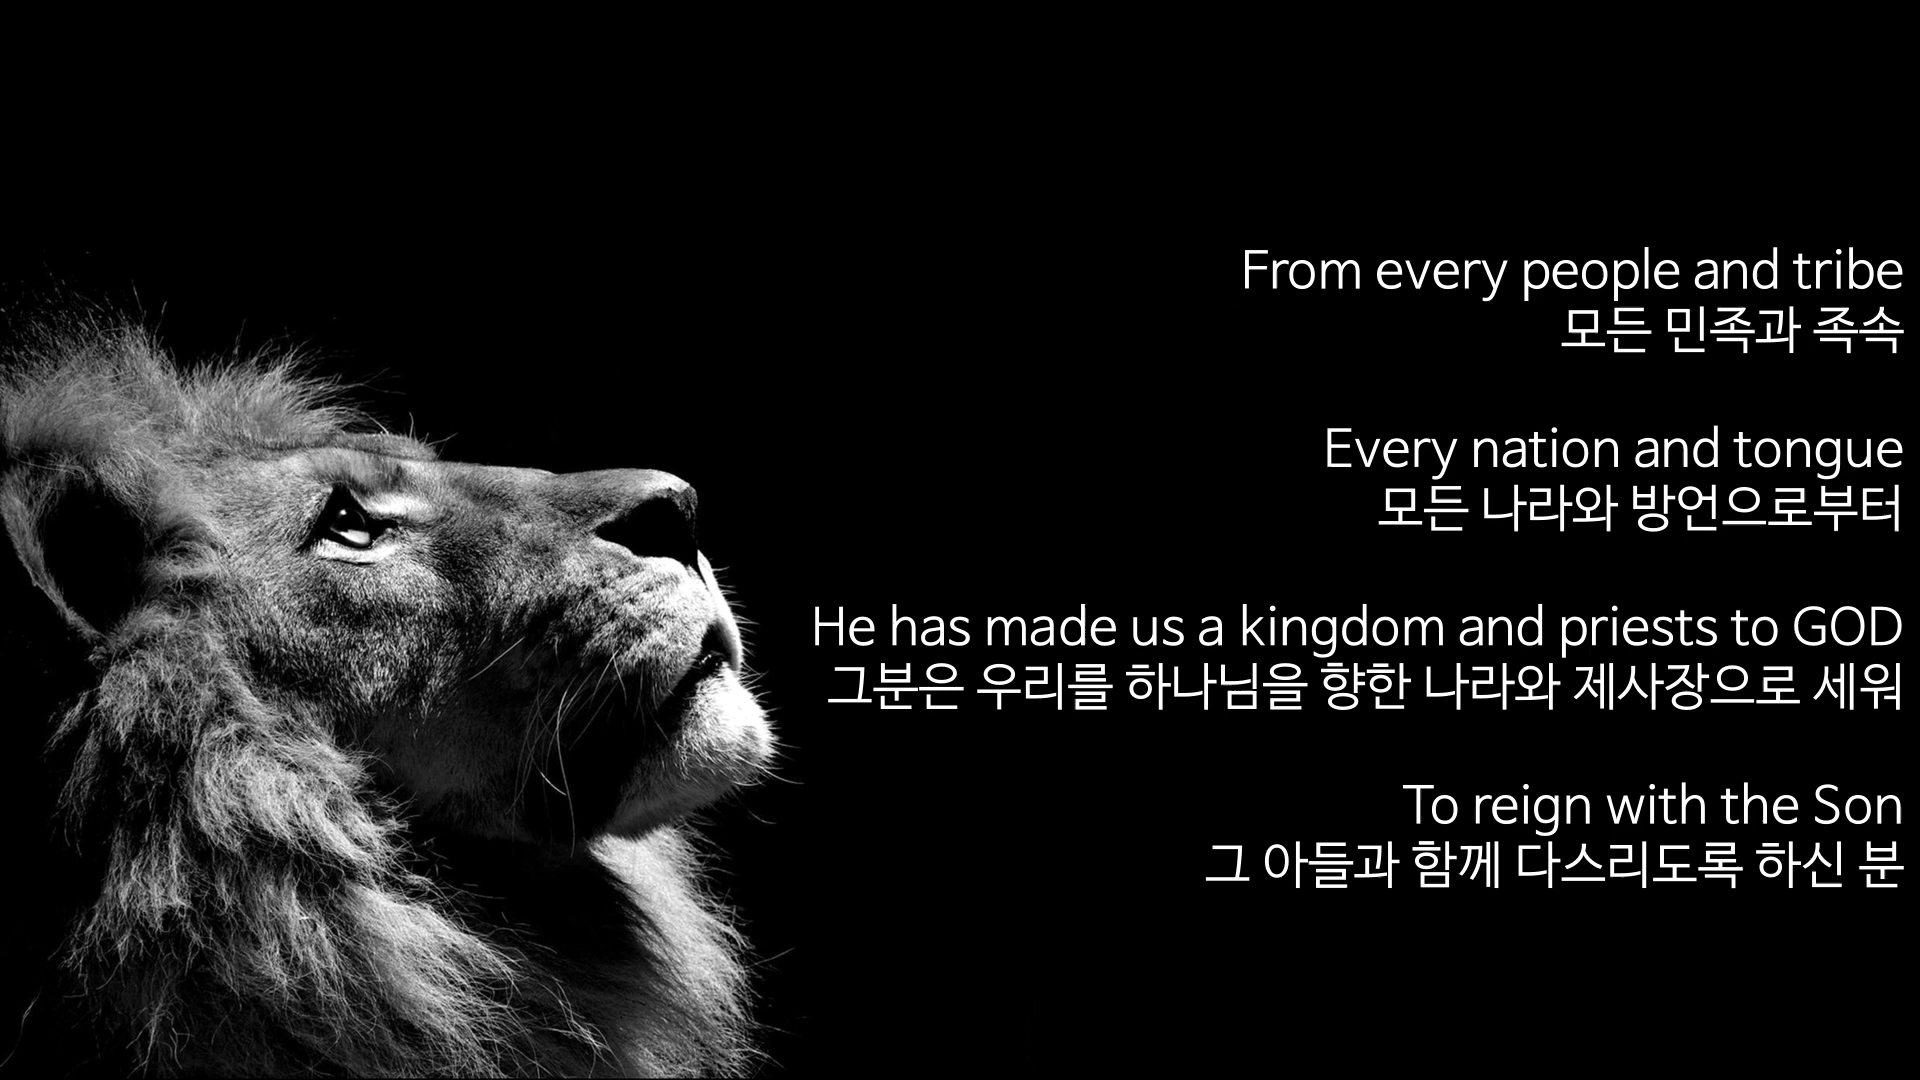 From every people and tribe
모든 민족과 족속
Every nation and tongue
모든 나라와 방언으로부터
He has made us a kingdom and priests to GOD
그분은 우리를 하나님을 향한 나라와 제사장으로 세워
To reign with the Son
그 아들과 함께 다스리도록 하신 분